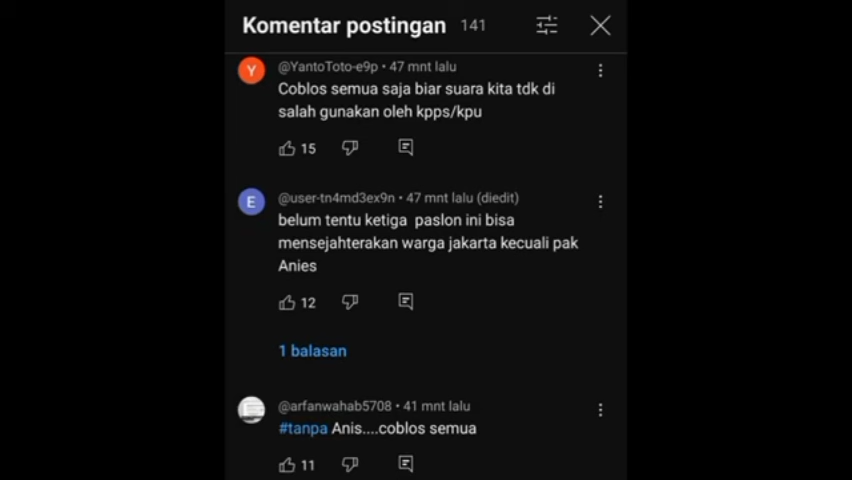 Komentar postingan 141
@YantoToto-e9p • 47 mnt lalu
Coblos semua saja biar suara kita tdk di
salah gunakan oleh kpps/kpu
15
@user-tn4md3ex9n • 47 mnt lalu (diedit)
belum tentu ketiga paslon ini bisa
mensejahterakan warga jakarta kecuali pak
Anies
12
1 balasan
@arfanwahab5708 • 41 mnt lalu
#tanpa Anis....coblos semua
11